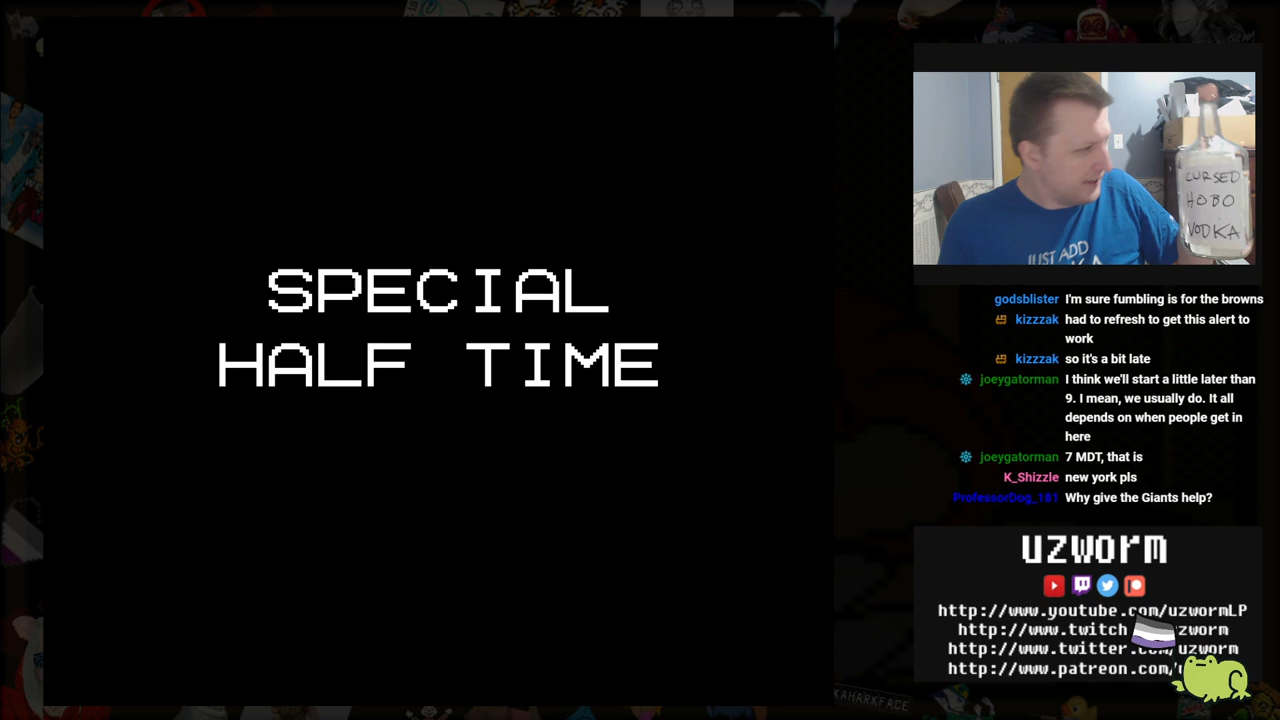 SPECIAL
HALF TIME
CURSED
HOBO
VODKA
JUST ADD
godsblister I'm sure fumbling is for the browns
kizzzak had to refresh to get this alert to
work
kizzzak so it's a bit late
joeygatorman I think we'll start a little later than
9. I mean, we usually do. It all
depends on when people get in
here
joeygatorman 7 MDT, that is
K_Shizzle new york pls
ProfessorDog_181 Why give the Giants help?
uzworm
http://www.youtube.com/uzwormLP
http://www.twitch zworm
http://www.twitter.com/uzworm
http://www.patreon.com/
KAHARKFACE